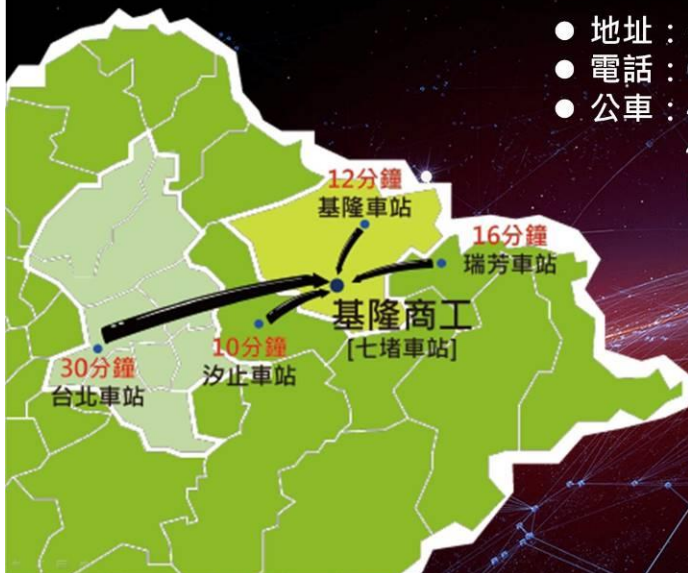 ● 地址：
● 電話：
● 公車：
12分鐘
基隆車站
16分鐘
瑞芳車站
基隆商工
[七堵車站]
10分鐘
汐止車站
30分鐘
台北車站